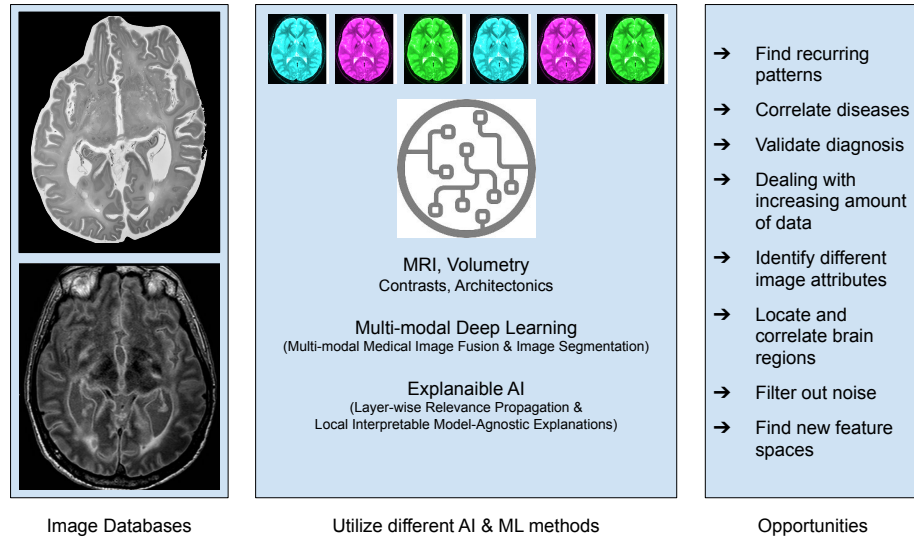 MRI, Volumetry
Contrasts, Architectonics
Multi-modal Deep Learning
(Multi-modal Medical Image Fusion & Image Segmentation)
Explanaible AI
(Layer-wise Relevance Propagation &
Local Interpretable Model-Agnostic Explanations)
➔ Find recurring
patterns
➔ Correlate diseases
➔ Validate diagnosis
➔ Dealing with
increasing amount
of data
➔ Identify different
image attributes
➔ Locate and
correlate brain
regions
➔ Filter out noise
➔ Find new feature
spaces
Image Databases
Utilize different AI & ML methods
Opportunities